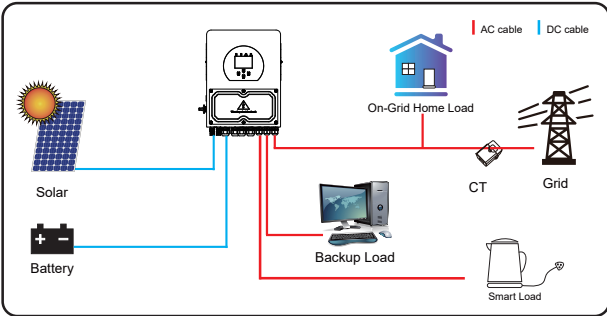 AC cable
DC cable
On-Grid Home Load
Solar
CT
Grid
Battery
Backup Load
Smart Load